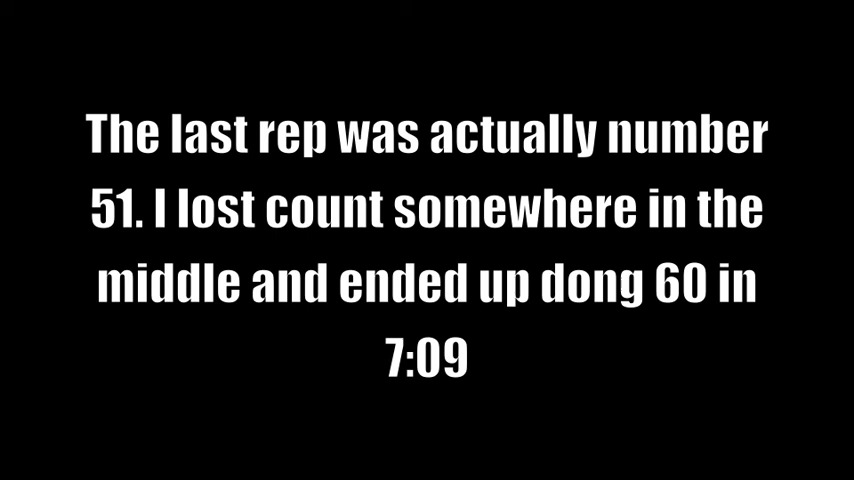 The last rep was actually number
51. I lost count somewhere in the
middle and ended up dong 60 in
7:09